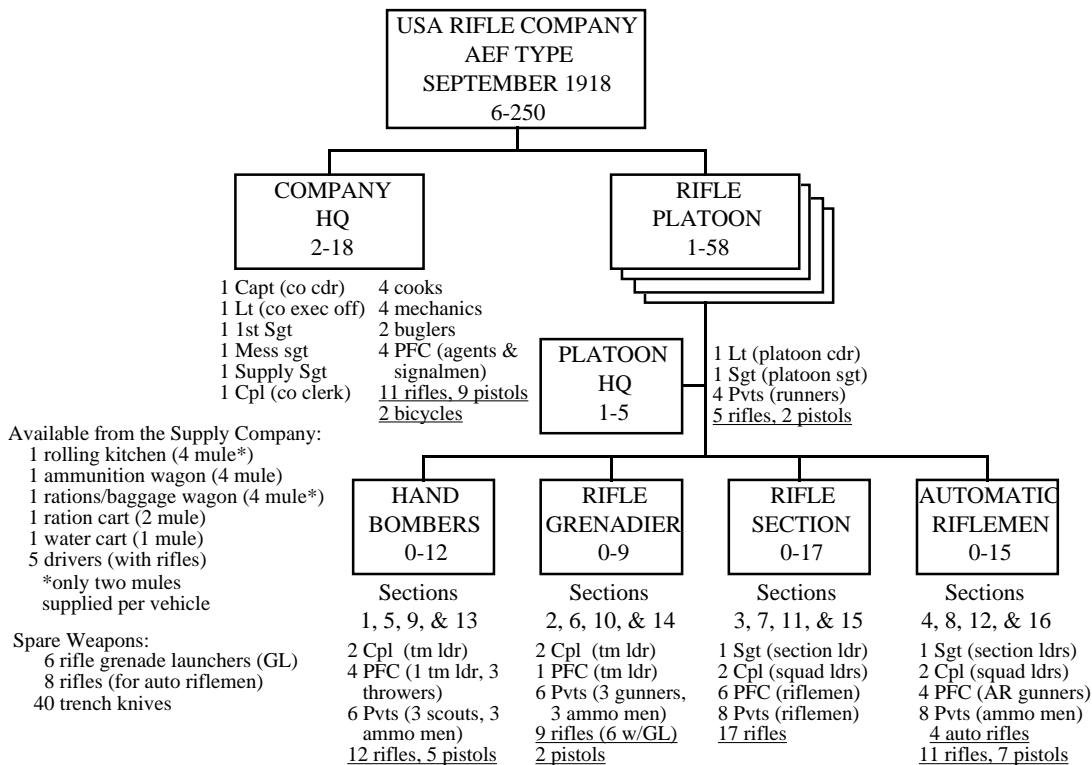 USA RIFLE COMPANY
AEF TYPE
SEPTEMBER 1918
6-250
COMPANY
HQ
2-18
RIFLE
PLATOON
1-58
1 Capt (co cdr)
1 Lt (co exec off)
1 1st Sgt
1 Mess sgt
1 Supply Sgt
1 Cpl (co clerk)
4 cooks
4 mechanics
2 buglers
4 PFC (agents &
signalmen)
11 rifles, 9 pistols
2 bicycles
PLATOON
HQ
1-5
1 Lt (platoon cdr)
1 Sgt (platoon sgt)
4 Pvts (runners)
5 rifles, 2 pistols
Available from the Supply Company:
1 rolling kitchen (4 mule*)
1 ammunition wagon (4 mule)
1 rations/baggage wagon (4 mule*)
1 ration cart (2 mule)
1 water cart (1 mule)
5 drivers (with rifles)
*only two mules
supplied per vehicle
Spare Weapons:
6 rifle grenade launchers (GL)
8 rifles (for auto riflemen)
40 trench knives
HAND
BOMBERS
0-12
Sections
1, 5, 9, & 13
2 Cpl (tm ldr)
4 PFC (1 tm ldr, 3
throwers)
6 Pvts (3 scouts, 3
ammo men)
12 rifles, 5 pistols
RIFLE
GRENADIER
0-9
Sections
2, 6, 10, & 14
2 Cpl (tm ldr)
1 PFC (tm ldr)
6 Pvts (3 gunners,
3 ammo men)
9 rifles (6 w/GL)
2 pistols
RIFLE
SECTION
0-17
Sections
3, 7, 11, & 15
1 Sgt (section ldr)
2 Cpl (squad ldrs)
6 PFC (riflemen)
8 Pvts (riflemen)
17 rifles
AUTOMATIC
RIFLEMEN
0-15
Sections
4, 8, 12, & 16
1 Sgt (section ldrs)
2 Cpl (squad ldrs)
4 PFC (AR gunners)
8 Pvts (ammo men)
4 auto rifles
11 rifles, 7 pistols